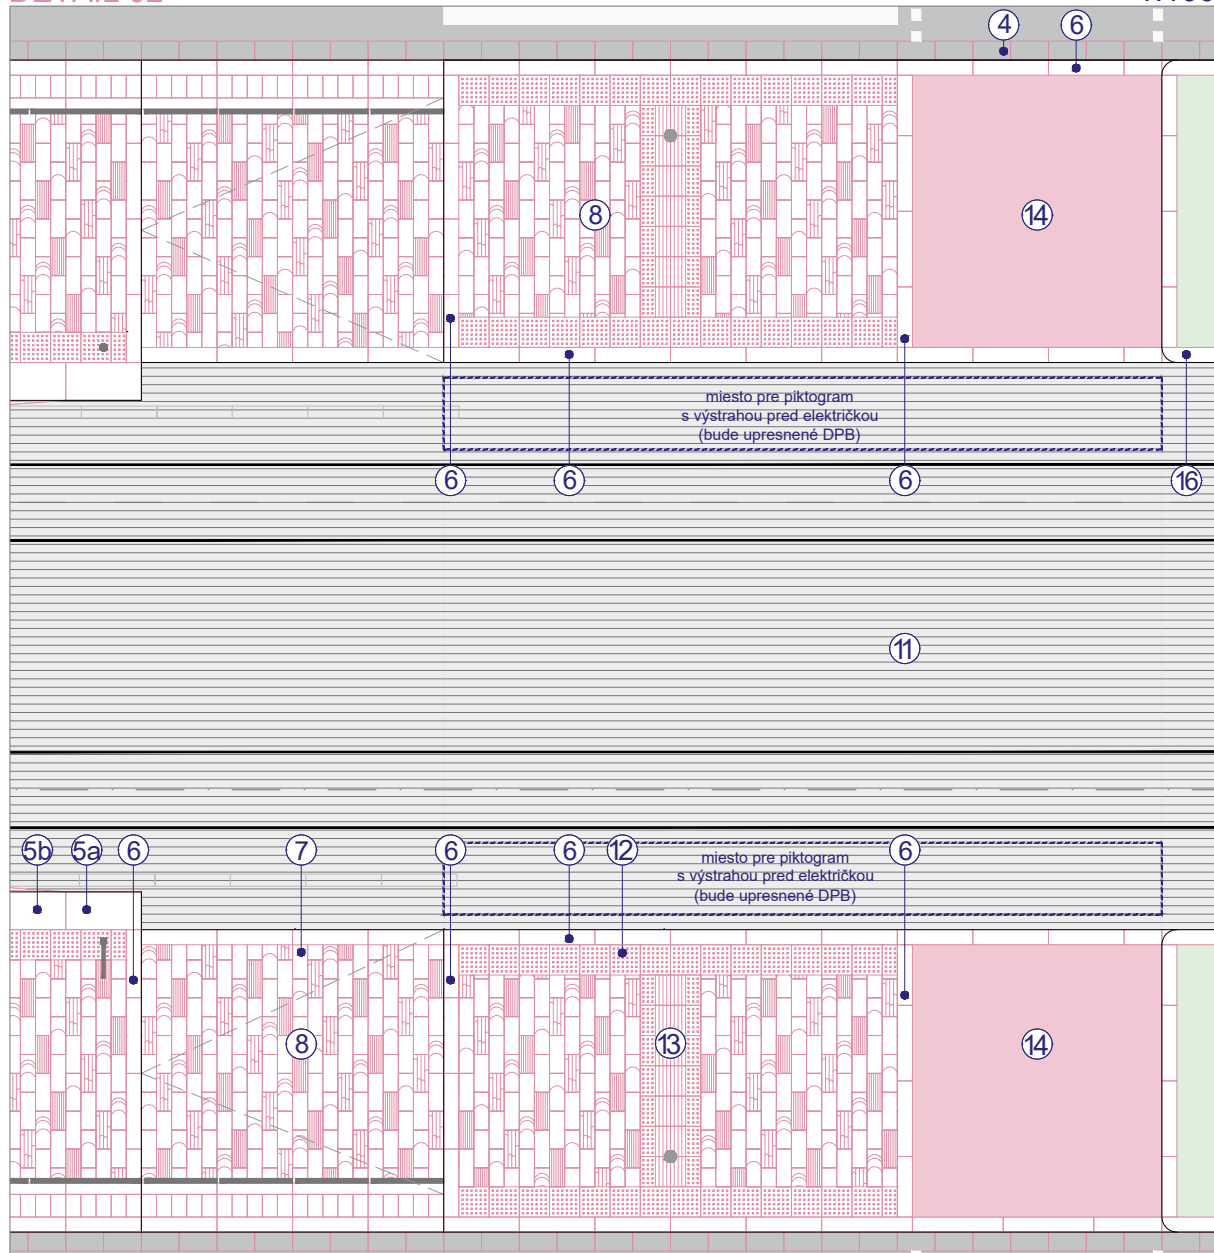 4
6
8
14
miesto pre piktogram
s výstrahou pred električkou
(bude upresnené DPB)
6
6
6
16
11
5b
5a
6
7
6
6
12
6
miesto pre piktogram
s výstrahou pred električkou
(bude upresnené DPB)
8
13
14